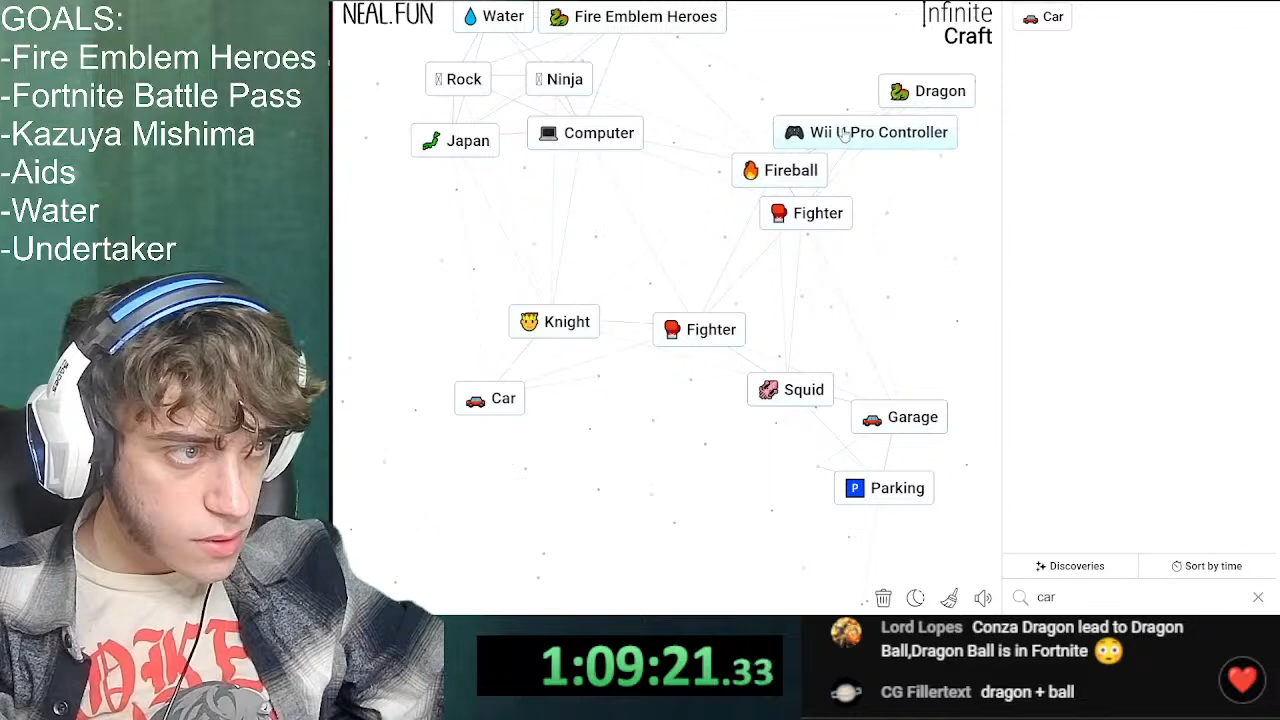 GOALS:
-Fire Emblem Heroes
-Fortnite Battle Pass
-Kazuya Mishima
-Aids
-Water
-Undertaker
NEAL.FUN
Water
Fire Emblem Heroes
Infinite
Craft
Car
Rock
Ninja
Dragon
Japan
Computer
Wii U Pro Controller
Fireball
Fighter
Knight
Fighter
Car
Squid
Garage
P Parking
Discoveries
Sort by time
car
1:09:21.33
Lord Lopes Conza Dragon lead to Dragon
Ball,Dragon Ball is in Fortnite
CG Fillertext dragon + ball